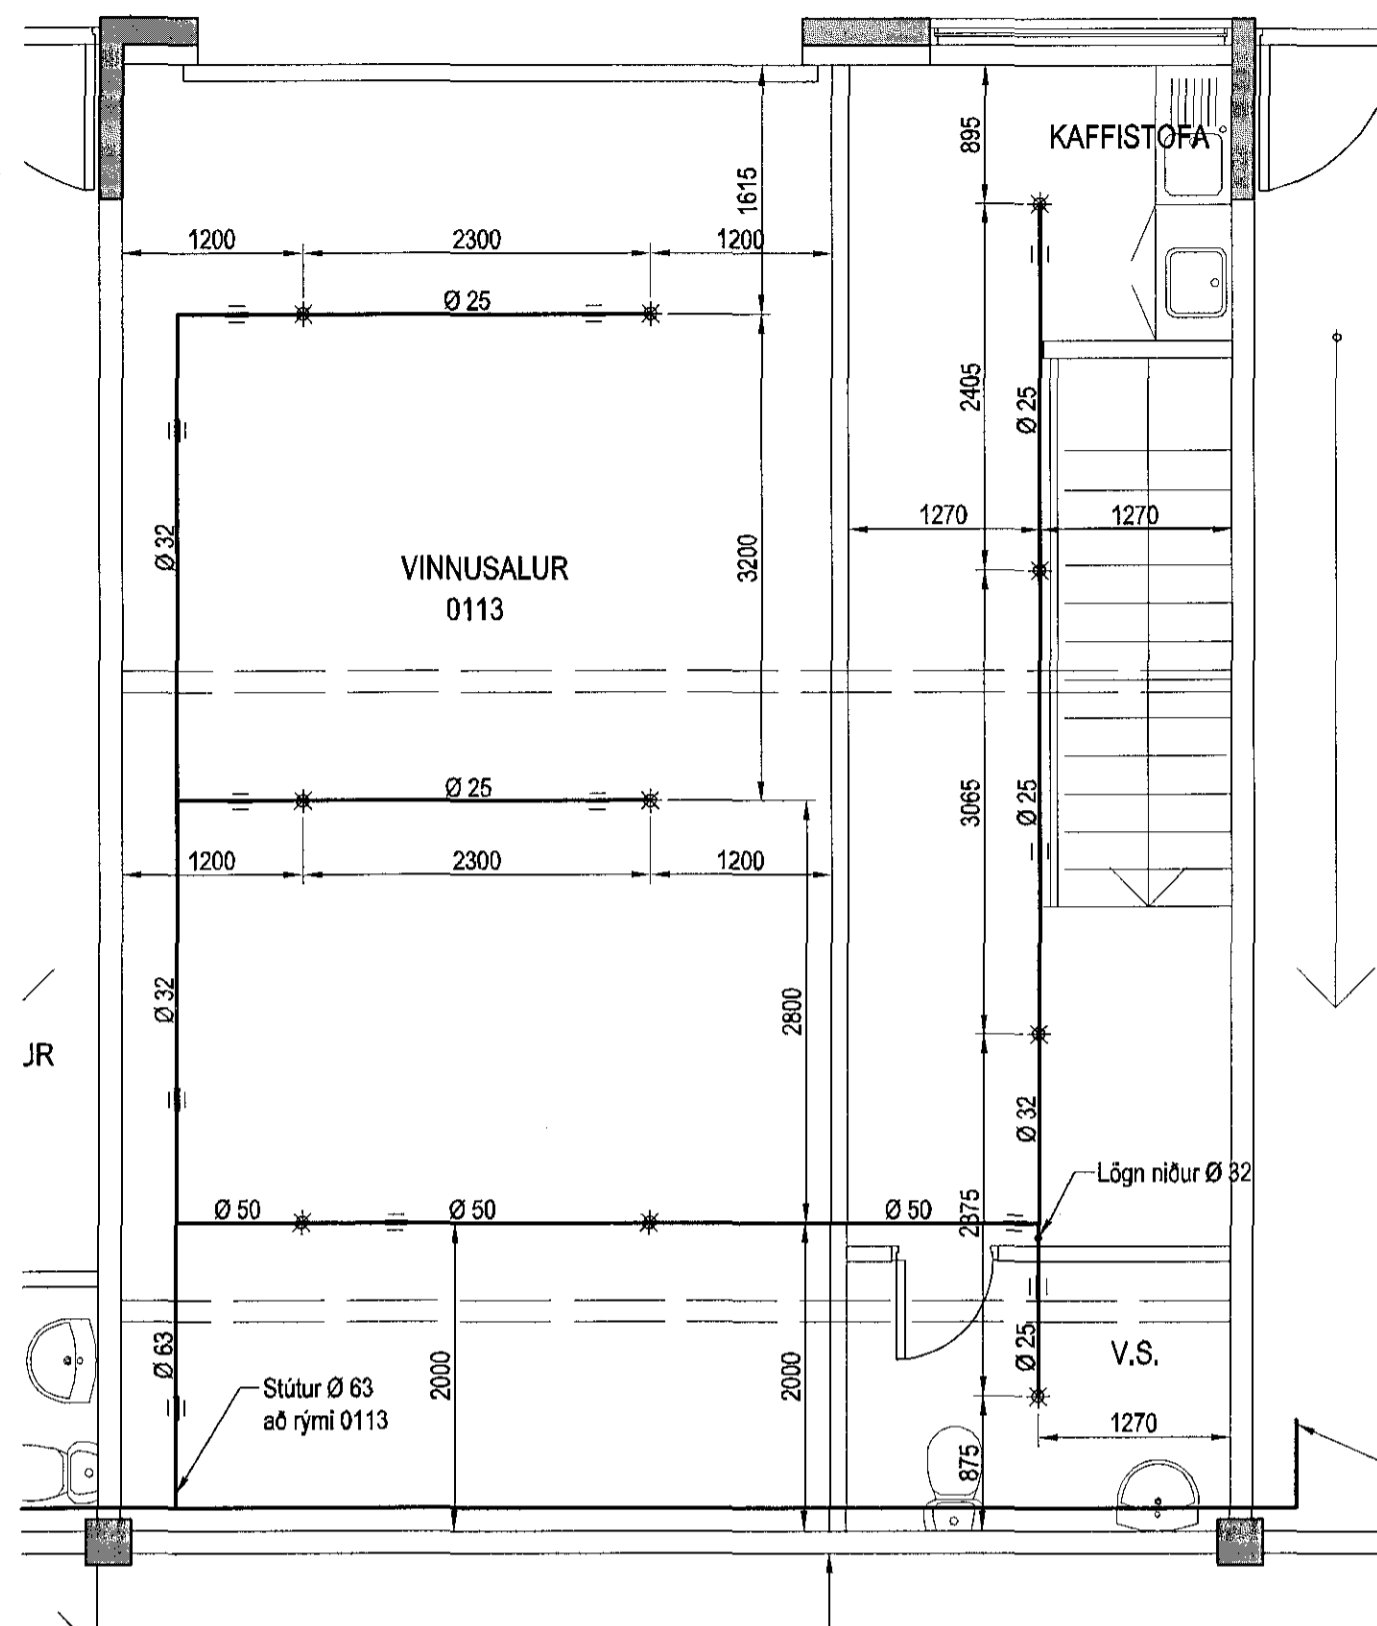 895
KAFFISTOFA
1615
1200
2300
1200
Ø 25
2405
Ø 25
1270
1270
Ø 32
VINNUSALUR
0113
3200
3065
Ø 25
Ø 25
1200
2300
1200
Ø 32
2800
JR
Ø 32
Lögn niður Ø 32
Ø 50
Ø 50
Ø 50
2375
Ø 63
Stútur Ø 63
að rými 0113
2000
2000
Ø 25
V.S.
1270
875